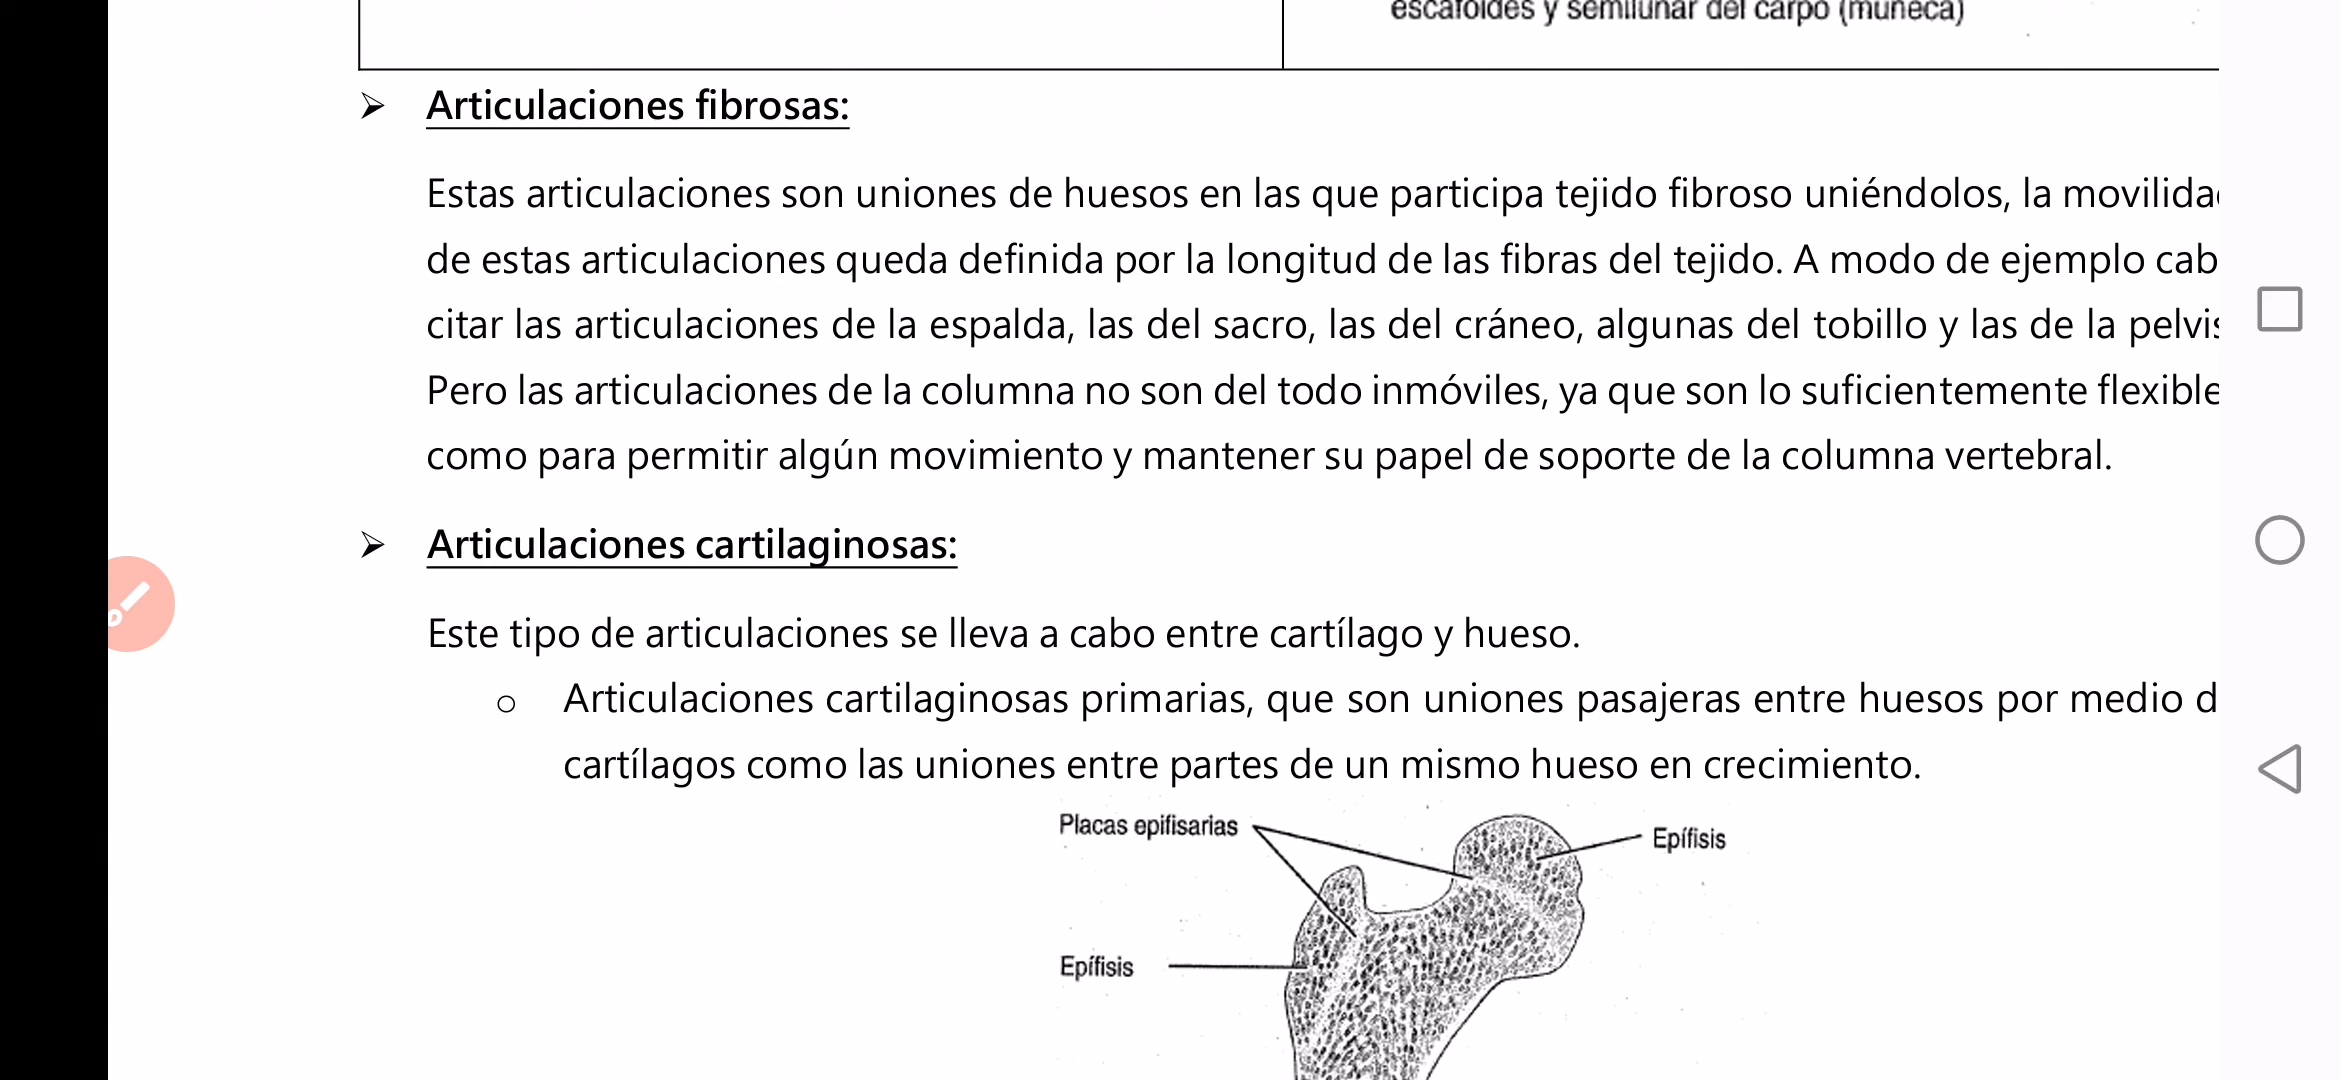 escafoides y semilunar del carpo (muñeca)
➢ Articulaciones fibrosas:
Estas articulaciones son uniones de huesos en las que participa tejido fibroso uniéndolos, la movilida
de estas articulaciones queda definida por la longitud de las fibras del tejido. A modo de ejemplo cab
citar las articulaciones de la espalda, las del sacro, las del cráneo, algunas del tobillo y las de la pelvis
Pero las articulaciones de la columna no son del todo inmóviles, ya que son lo suficientemente flexible
como para permitir algún movimiento y mantener su papel de soporte de la columna vertebral.
➢ Articulaciones cartilaginosas:
Este tipo de articulaciones se lleva a cabo entre cartílago y hueso.
o Articulaciones cartilaginosas primarias, que son uniones pasajeras entre huesos por medio d
cartílagos como las uniones entre partes de un mismo hueso en crecimiento.
Placas epifisarias
Epífisis
Epífisis